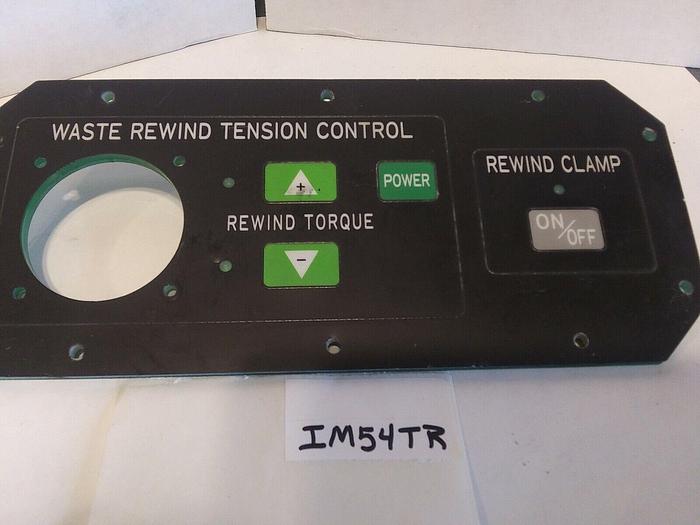 WASTE REWIND TENSION CONTROL
+
POWER
REWIND TORQUE
-
REWIND CLAMP
ON/OFF
IM54TR